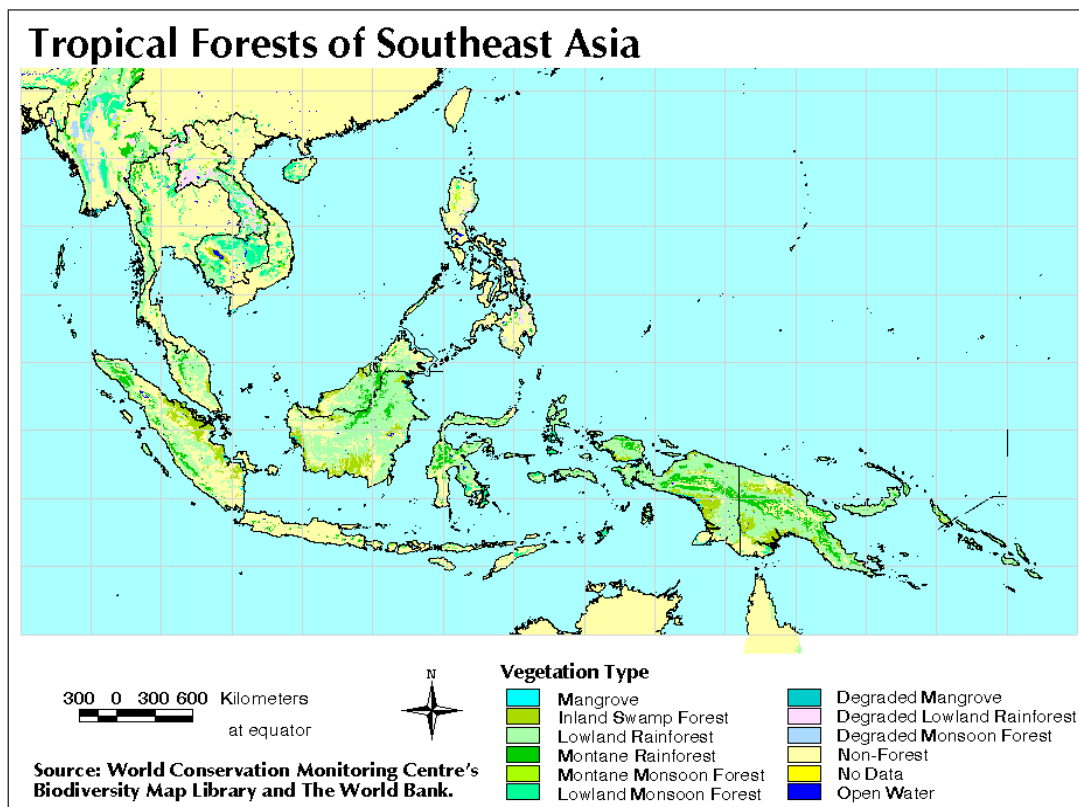 Tropical Forests of Southeast Asia
Vegetation Type
Mangrove
Inland Swamp Forest
Lowland Rainforest
Montane Rainforest
Montane Monsoon Forest
Lowland Monsoon Forest
Degraded Mangrove
Degraded Lowland Rainforest
Degraded Monsoon Forest
Non-Forest
No Data
Open Water
300 0 300 600 Kilometers
at equator
N
Source: World Conservation Monitoring Centre's
Biodiversity Map Library and The World Bank.